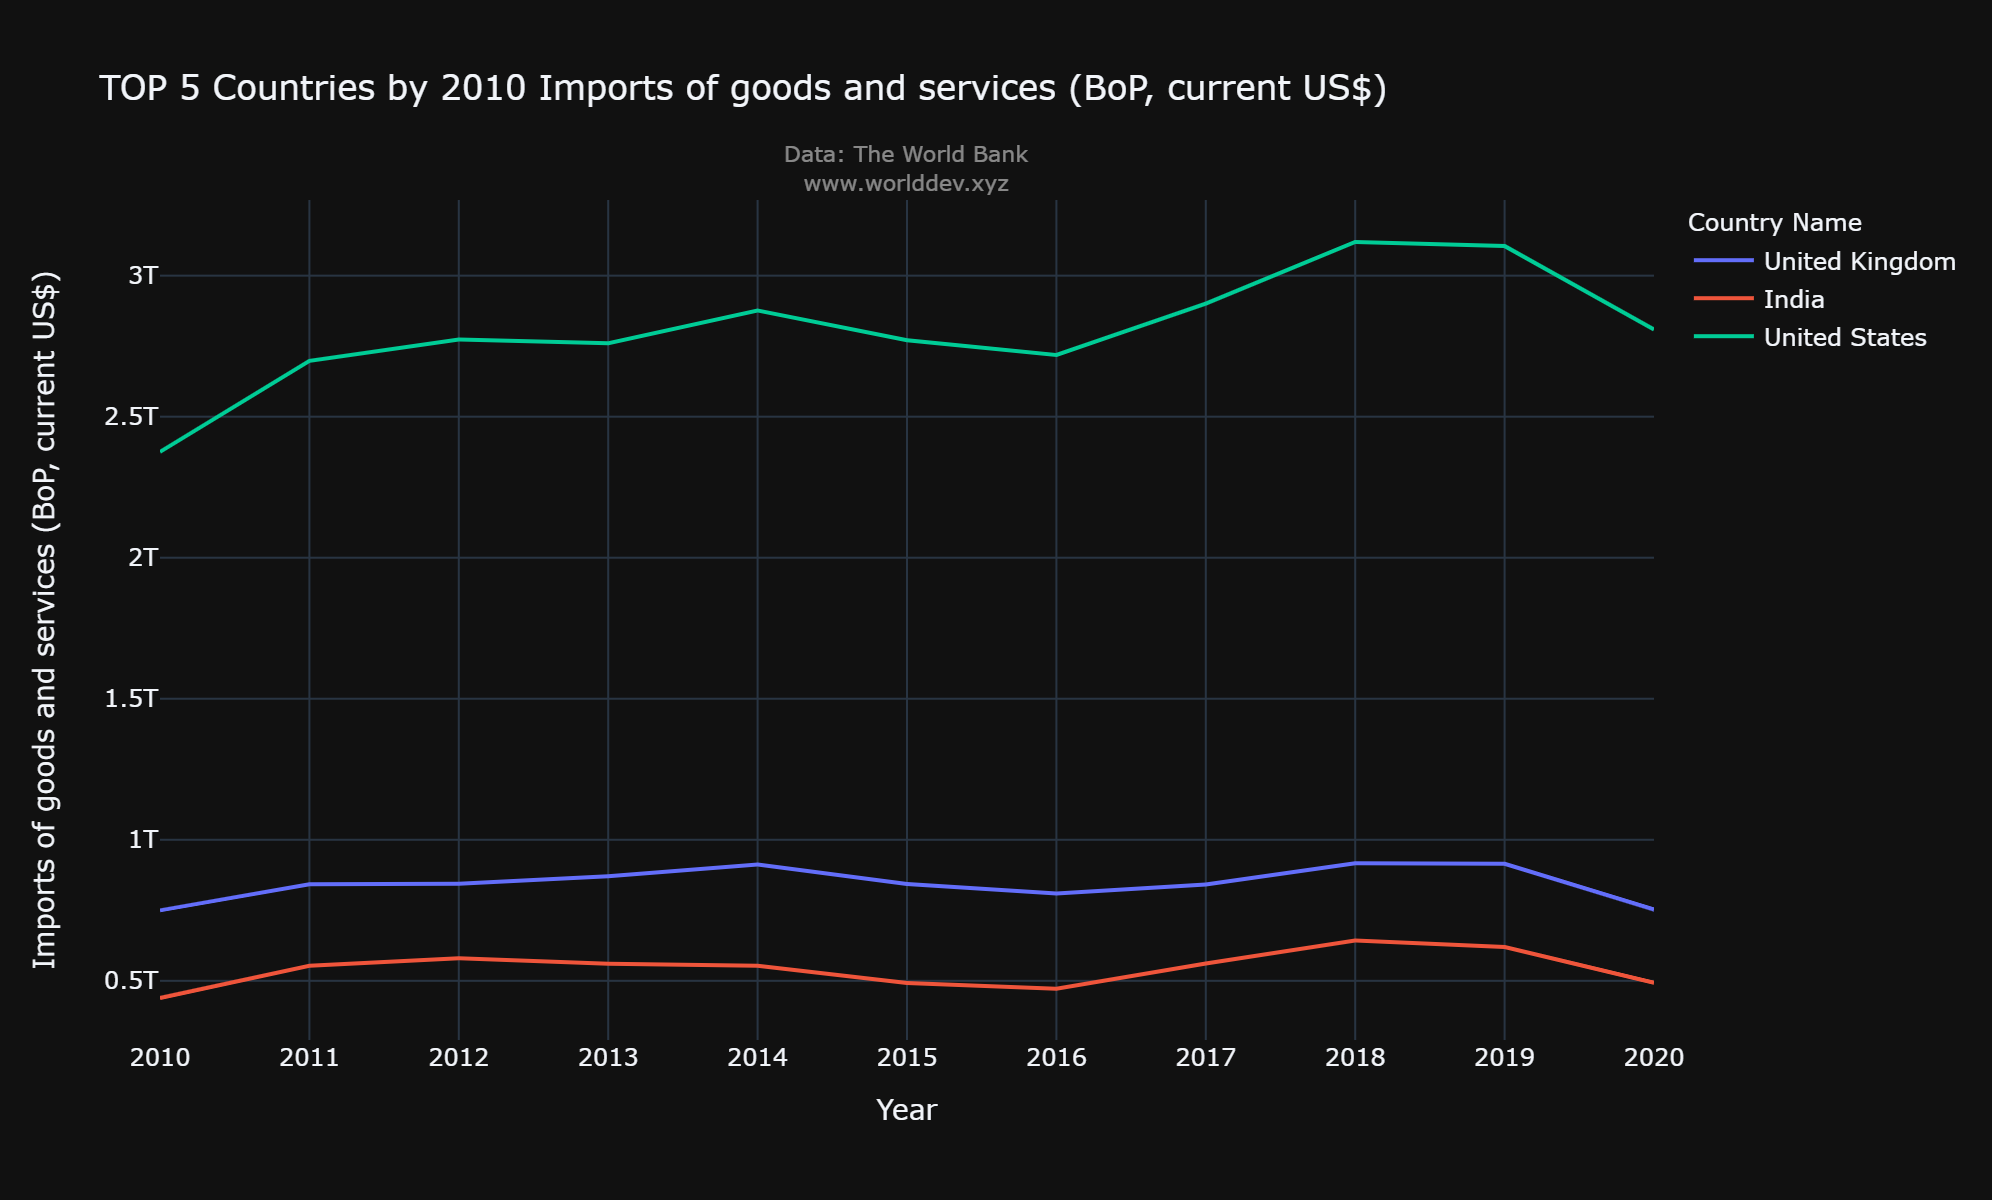 TOP 5 Countries by 2010 Imports of goods and services (BoP, current US$)
Data: The World Bank
www.worlddev.xyz
Country Name
United Kingdom
India
United States
Imports of goods and services (BoP, current US$)
3T
2.5T
2T
1.5T
1T
0.5T
2010 2011 2012 2013 2014 2015 2016 2017 2018 2019 2020
Year